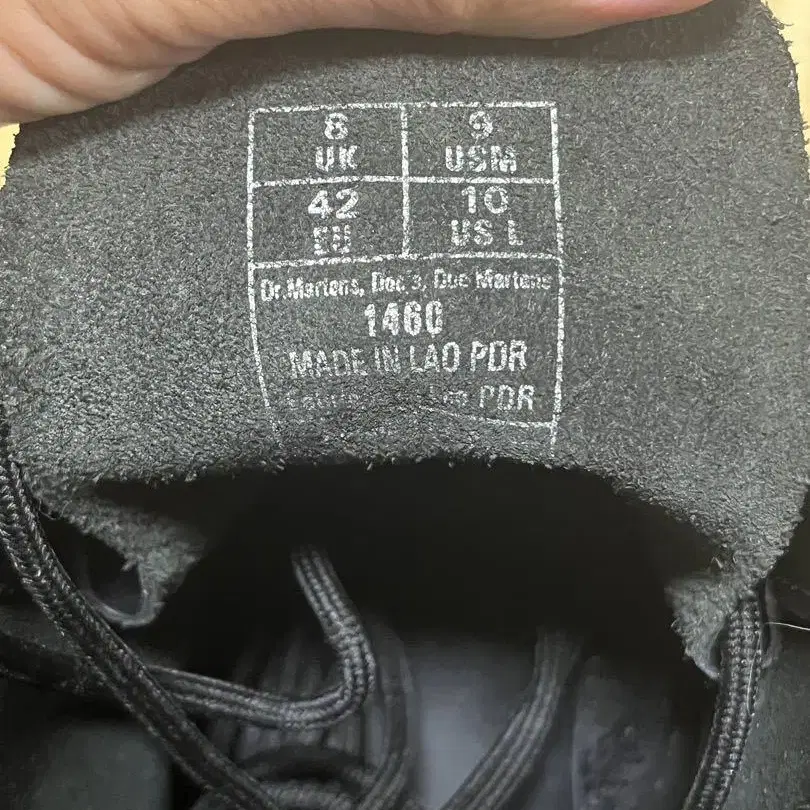 8 9
UK USM
42 10
EU US L
Dr.Martens, Doc's, Doc Martens
1460
MADE IN LAO PDR
PDR